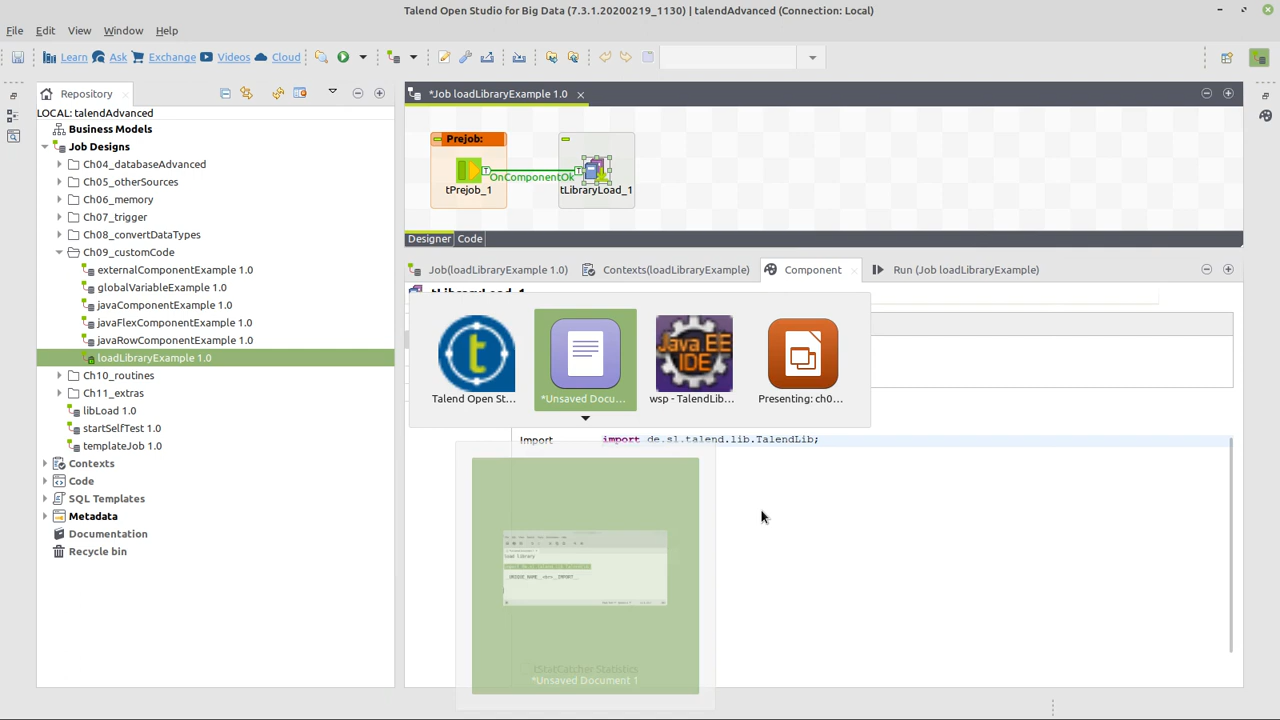 Talend Open Studio for Big Data (7.3.1.20200219_1130) | talendAdvanced (Connection: Local)
File Edit View Window Help
Learn Ask Exchange Videos Cloud
Repository
LOCAL: talendAdvanced
Business Models
Job Designs
Ch04_databaseAdvanced
Ch05_otherSources
Ch06_memory
Ch07_trigger
Ch08_convertDataTypes
Ch09_customCode
externalComponentExample 1.0
globalVariableExample 1.0
javaComponentExample 1.0
javaFlexComponentExample 1.0
javaRowComponentExample 1.0
loadLibraryExample 1.0
Ch10_routines
Ch11_extras
libLoad 1.0
startSelfTest 1.0
templateJob 1.0
Contexts
Code
SQL Templates
Metadata
Documentation
Recycle bin
*Job loadLibraryExample 1.0
Prejob:
OnComponentOk
tPrejob_1
tLibraryLoad_1
Designer Code
Job(loadLibraryExample 1.0) Contexts(loadLibraryExample) Component Run (Job loadLibraryExample)
Talend Open St... *Unsaved Docu... wsp - TalendLib... Presenting: ch0...
Import import de.sl.talend.lib.TalendLib;
load library
tStatCatcher Statistics
*Unsaved Document 1